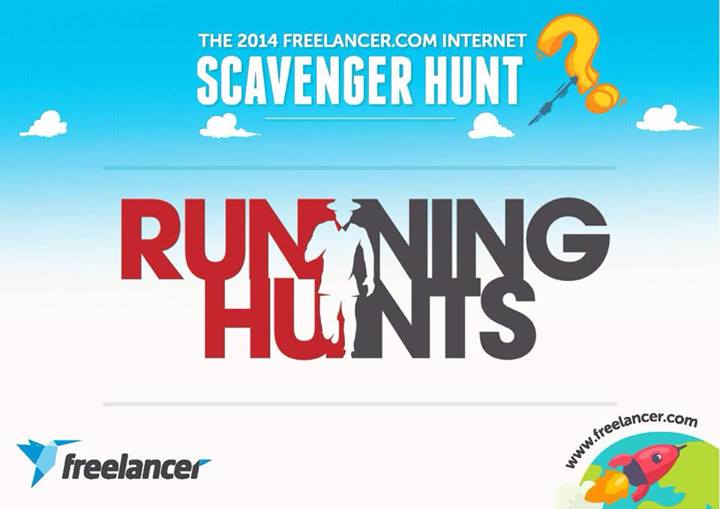 THE 2014 FREELANCER.COM INTERNET
SCAVENGER HUNT
?
RUNNING
HUNTS
freelancer
www.freelancer.com